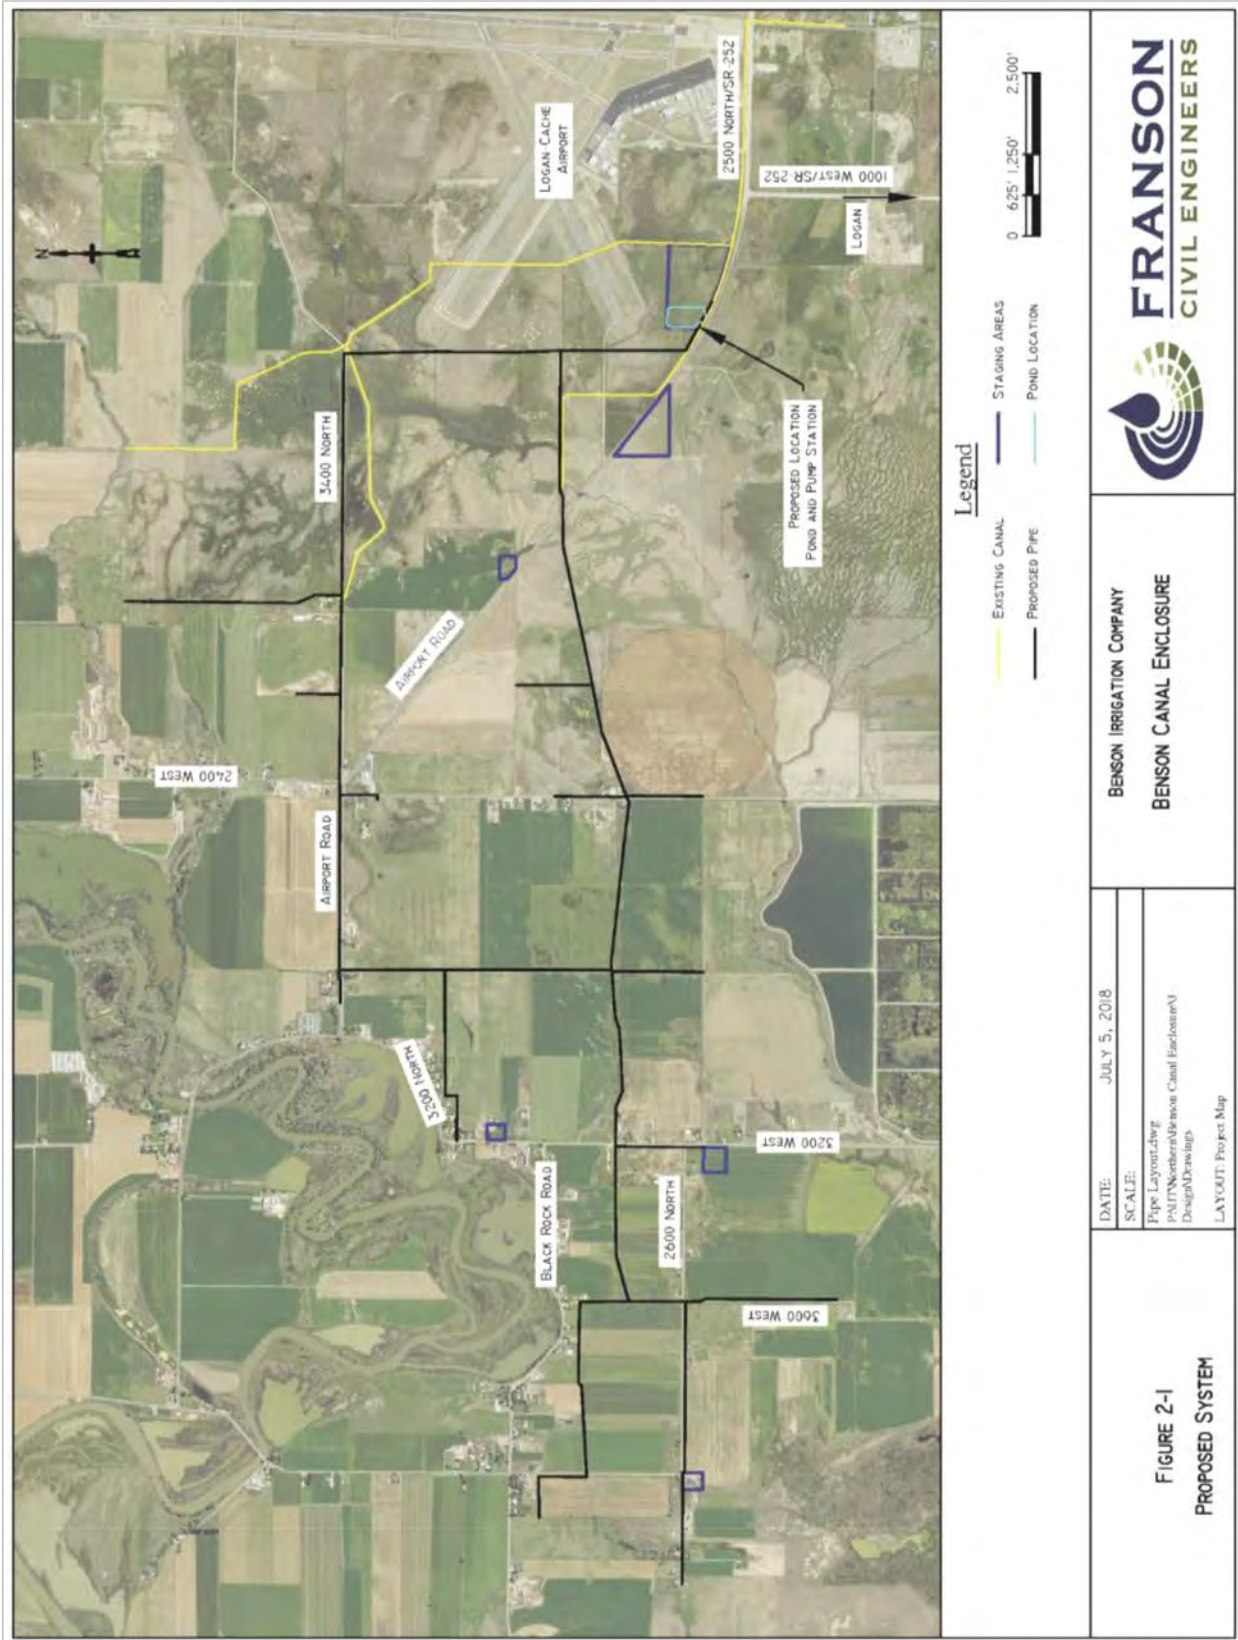 N
LOGAN-CACHE
AIRPORT
2500 NORTH/SR-252
1000 WEST/SR 252
LOGAN
3400 NORTH
AIRPORT ROAD
2400 WEST
AIRPORT ROAD
PROPOSED LOCATION
POND AND PUMP STATION
3200 NORTH
BLACK ROCK ROAD
3200 WEST
2600 NORTH
3600 WEST
Legend
EXISTING CANAL
PROPOSED PIPE
STAGING AREAS
POND LOCATION
0 625' 1,250' 2,500'
FIGURE 2-1
PROPOSED SYSTEM
DATE: JULY 5, 2018
SCALE:
Pipe Layout.dwg
Design\Drawings
LAYOUT: Project Map
BENSON IRRIGATION COMPANY
BENSON CANAL ENCLOSURE
FRANSON
CIVIL ENGINEERS